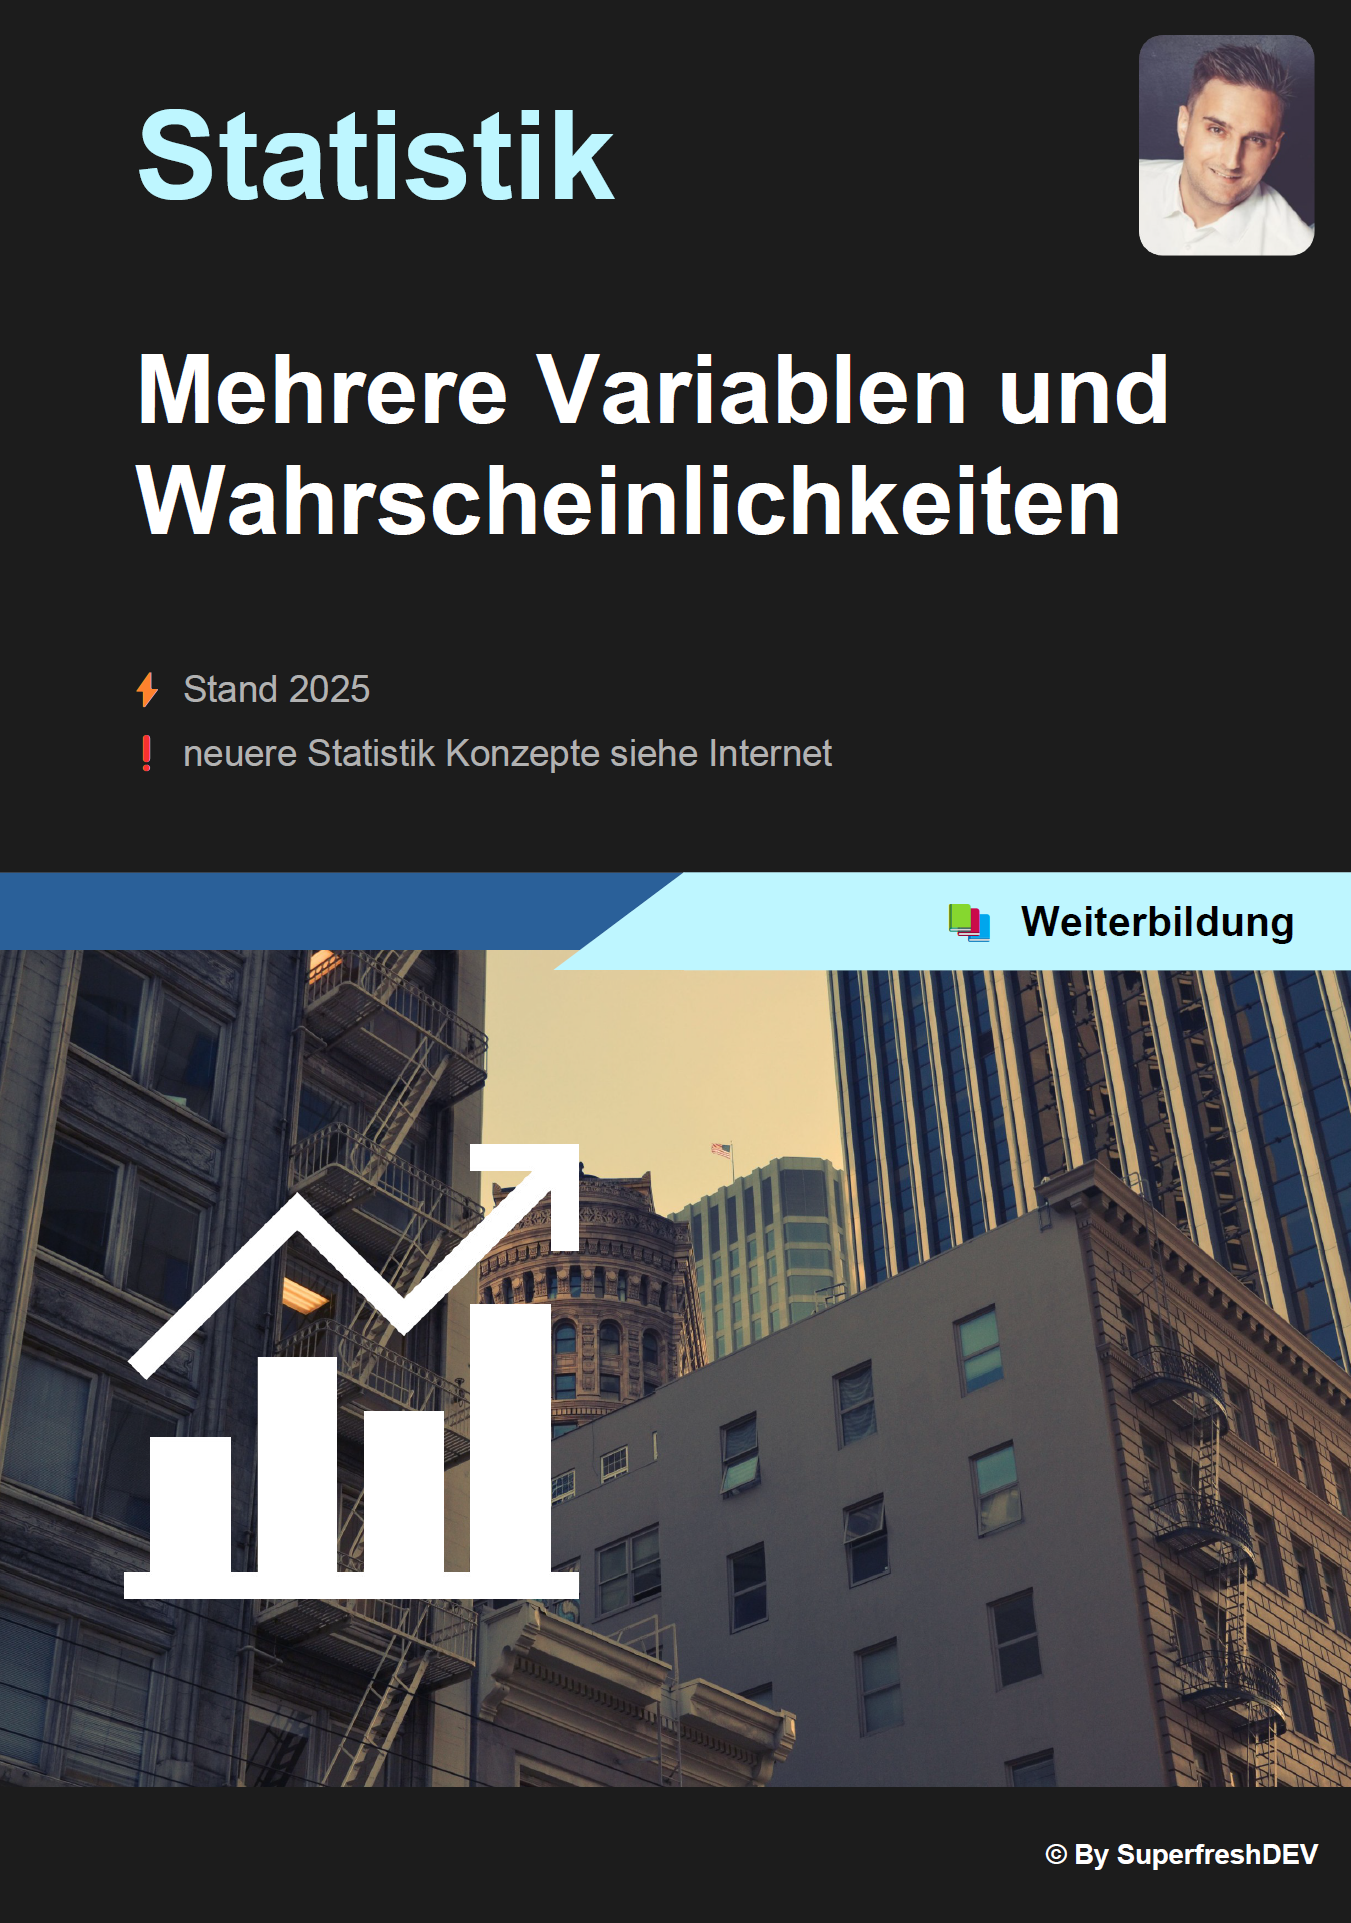 Statistik
Mehrere Variablen und
Wahrscheinlichkeiten
Stand 2025
neuere Statistik Konzepte siehe Internet
Weiterbildung
© By SuperfreshDEV